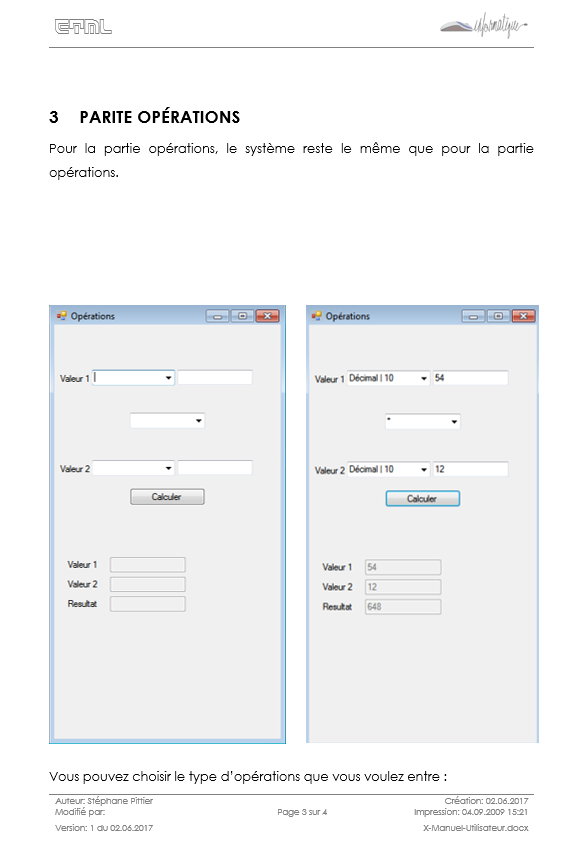 ETML
informatique
3 PARITE OPÉRATIONS
Pour la partie opérations, le système reste le même que pour la partie
opérations.
Opérations
Valeur 1
Valeur 2
Calculer
Valeur 1
Valeur 2
Resultat
Opérations
Valeur 1 Décimal | 10 54
*
Valeur 2 Décimal | 10 12
Calculer
Valeur 1 54
Valeur 2 12
Resultat 648
Vous pouvez choisir le type d’opérations que vous voulez entre :
Auteur: Stéphane Pittier Création: 02.06.2017
Modifié par: Page 3 sur 4 Impression: 04.09.2009 15:21
Version: 1 du 02.06.2017 X-Manuel-Utilisateur.docx